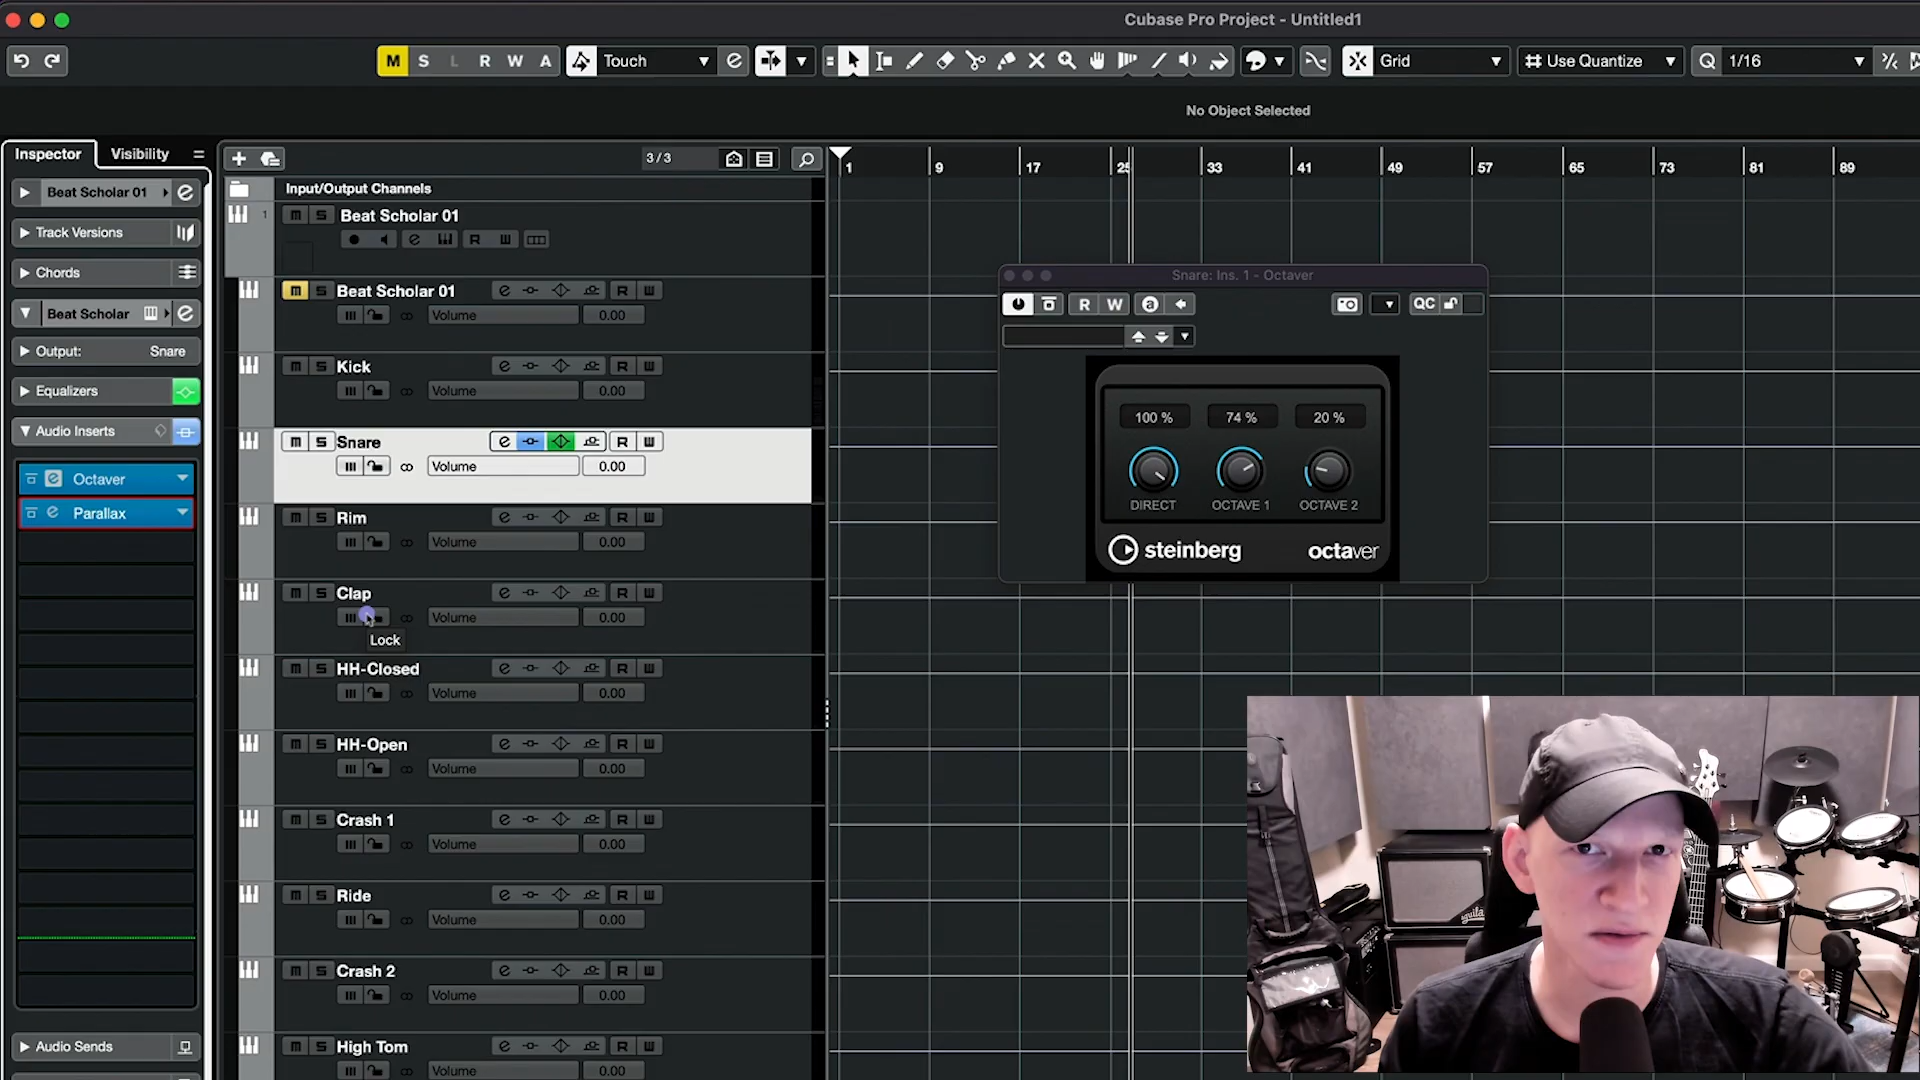 Cubase Pro Project - Untitled1
M S L R W A Touch Grid Use Quantize Q 1/16
No Object Selected
Inspector Visibility
3/3
1 9 17 25 33 41 49 57 65 73 81 89
Beat Scholar 01
Track Versions
Chords
Beat Scholar
Output: Snare
Equalizers
Audio Inserts
Octaver
Parallax
Audio Sends
Input/Output Channels
1 m S Beat Scholar 01
R W
m S Beat Scholar 01 e R W
Volume 0.00
m S Kick e R W
Volume 0.00
m S Snare e R W
Volume 0.00
m S Rim e R W
Volume 0.00
m S Clap e R W
Volume 0.00
Lock
m S HH-Closed e R W
Volume 0.00
m S HH-Open e R W
Volume 0.00
m S Crash 1 e R W
Volume 0.00
m S Ride e R W
Volume 0.00
m S Crash 2 e R W
Volume 0.00
m S High Tom e R W
Volume 0.00
Snare: Ins. 1 - Octaver
R W a QC
100 % 74 % 20 %
DIRECT OCTAVE 1 OCTAVE 2
steinberg octaver